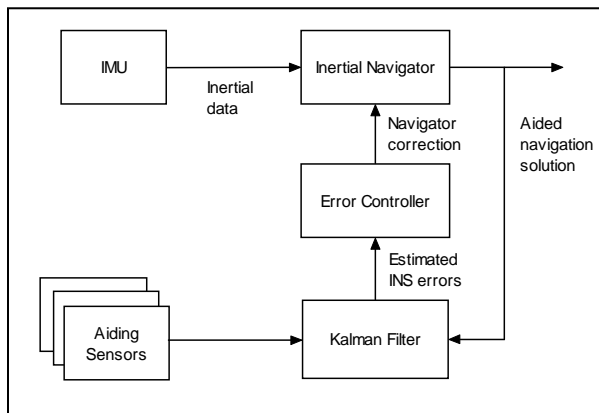 IMU
Inertial Navigator
Inertial
data
Navigator
correction
Aided
navigation
solution
Error Controller
Estimated
INS errors
Aiding
Sensors
Kalman Filter